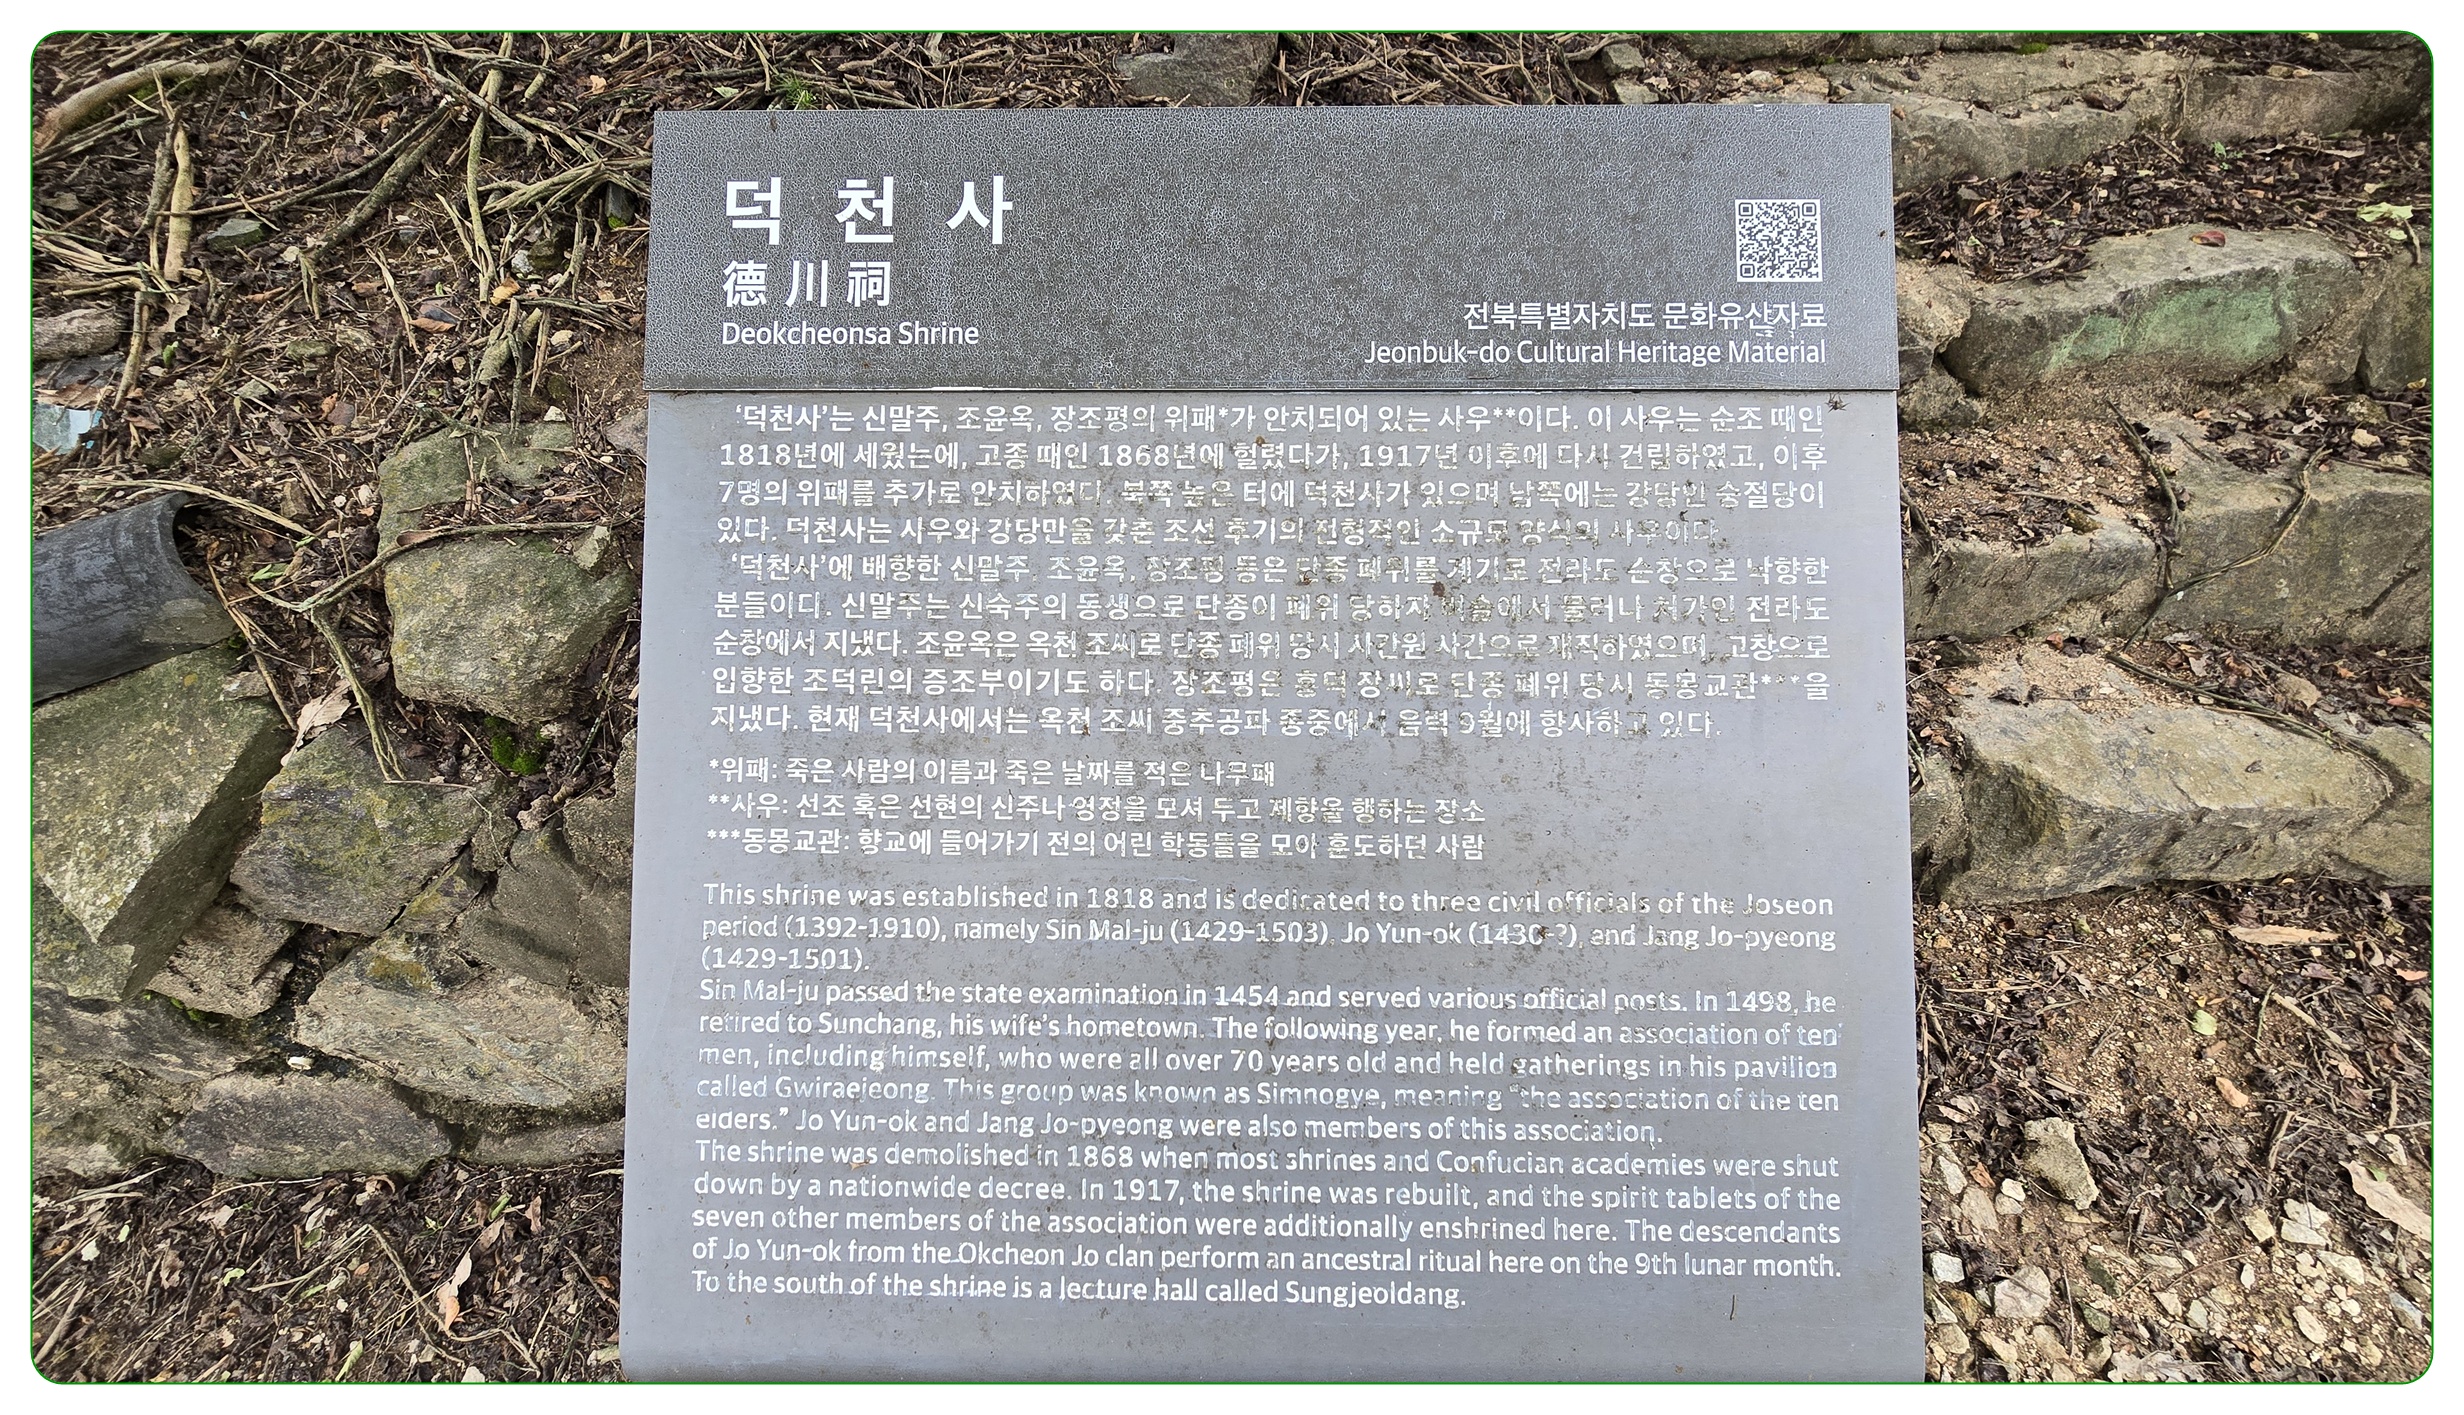 덕 천 사
德川祠
Deokcheonsa Shrine
전북특별자치도 문화유산자료
Jeonbuk-do Cultural Heritage Material
‘덕천사’는 신말주, 조윤옥, 장조평의 위패*가 안치되어 있는 사우**이다. 이 사우는 순조 때인
1818년에 세웠는데, 고종 때인 1868년에 헐렸다가, 1917년 이후에 다시 건립하였고, 이후
7명의 위패를 추가로 안치하였다. 북쪽 높은 터에 덕천사가 있으며 남쪽에는 강당인 숭절당이
있다. 덕천사는 사우와 강당만을 갖춘 조선 후기의 전형적인 소규모 양식의 사우이다.
‘덕천사’에 배향한 신말주, 조윤옥, 장조평 등은 단종 폐위를 계기로 전라도 순창으로 낙향한
분들이다. 신말주는 신숙주의 동생으로 단종이 폐위 당하자 벼슬에서 물러나 처가인 전라도
순창에서 지냈다. 조윤옥은 옥천 조씨로 단종 폐위 당시 사간원 사간으로 재직하였으며, 고창으로
입향한 조덕린의 증조부이기도 하다. 장조평은 흥덕 장씨로 단종 폐위 당시 동몽교관***을
지냈다. 현재 덕천사에서는 옥천 조씨 중추공파 종중에서 음력 9월에 향사하고 있다.
*위패: 죽은 사람의 이름과 죽은 날짜를 적은 나무패
**사우: 선조 혹은 선현의 신주나 영정을 모셔 두고 제향을 행하는 장소
***동몽교관: 향교에 들어가기 전의 어린 학동들을 모아 훈도하던 사람
This shrine was established in 1818 and is dedicated to three civil officials of the Joseon
period (1392-1910), namely Sin Mal-ju (1429-1503), Jo Yun-ok (1430-?), and Jang Jo-pyeong
(1429-1501).
Sin Mal-ju passed the state examination in 1454 and served various official posts. In 1498, he
retired to Sunchang, his wife’s hometown. The following year, he formed an association of ten
men, including himself, who were all over 70 years old and held gatherings in his pavilion
called Gwiraejeong. This group was known as Simnogye, meaning “the association of the ten
elders.” Jo Yun-ok and Jang Jo-pyeong were also members of this association.
The shrine was demolished in 1868 when most shrines and Confucian academies were shut
down by a nationwide decree. In 1917, the shrine was rebuilt, and the spirit tablets of the
seven other members of the association were additionally enshrined here. The descendants
of Jo Yun-ok from the Okcheon Jo clan perform an ancestral ritual here on the 9th lunar month.
To the south of the shrine is a lecture hall called Sungjeoldang.